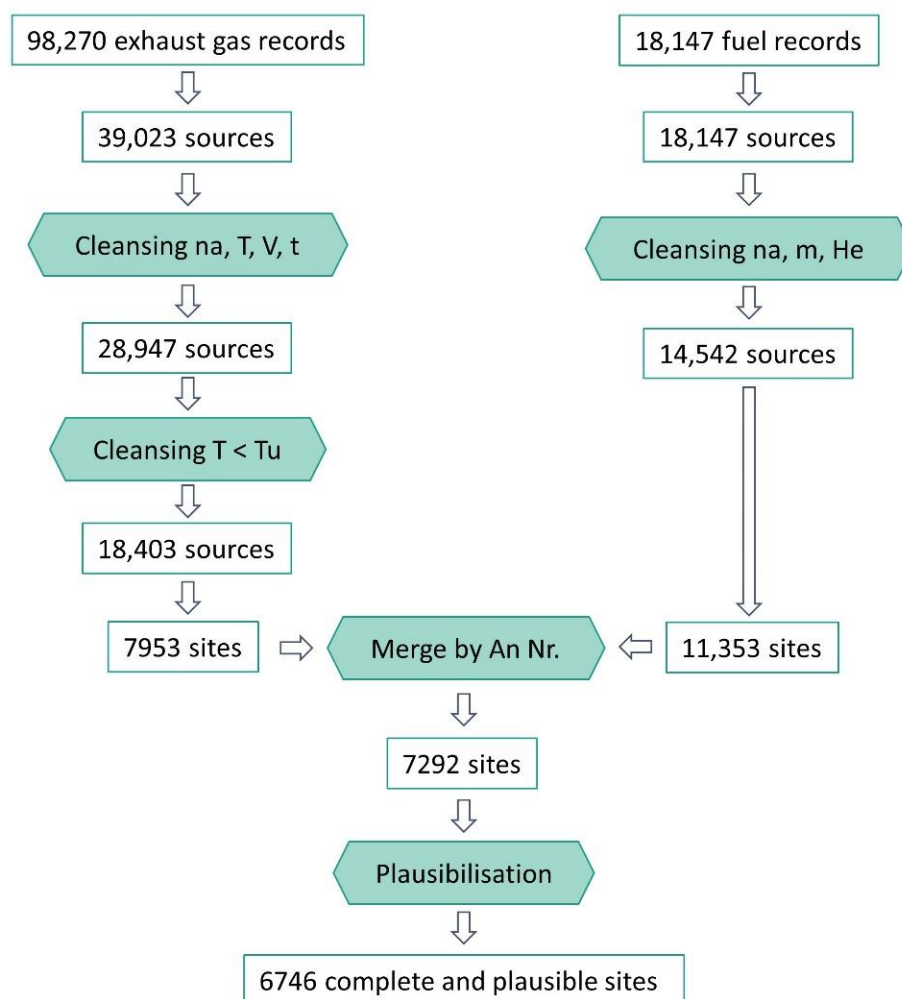 98,270 exhaust gas records
18,147 fuel records
39,023 sources
18,147 sources
Cleansing na, T, V, t
Cleansing na, m, He
28,947 sources
14,542 sources
Cleansing T < Tu
18,403 sources
7953 sites
Merge by An Nr.
11,353 sites
7292 sites
Plausibilisation
6746 complete and plausible sites